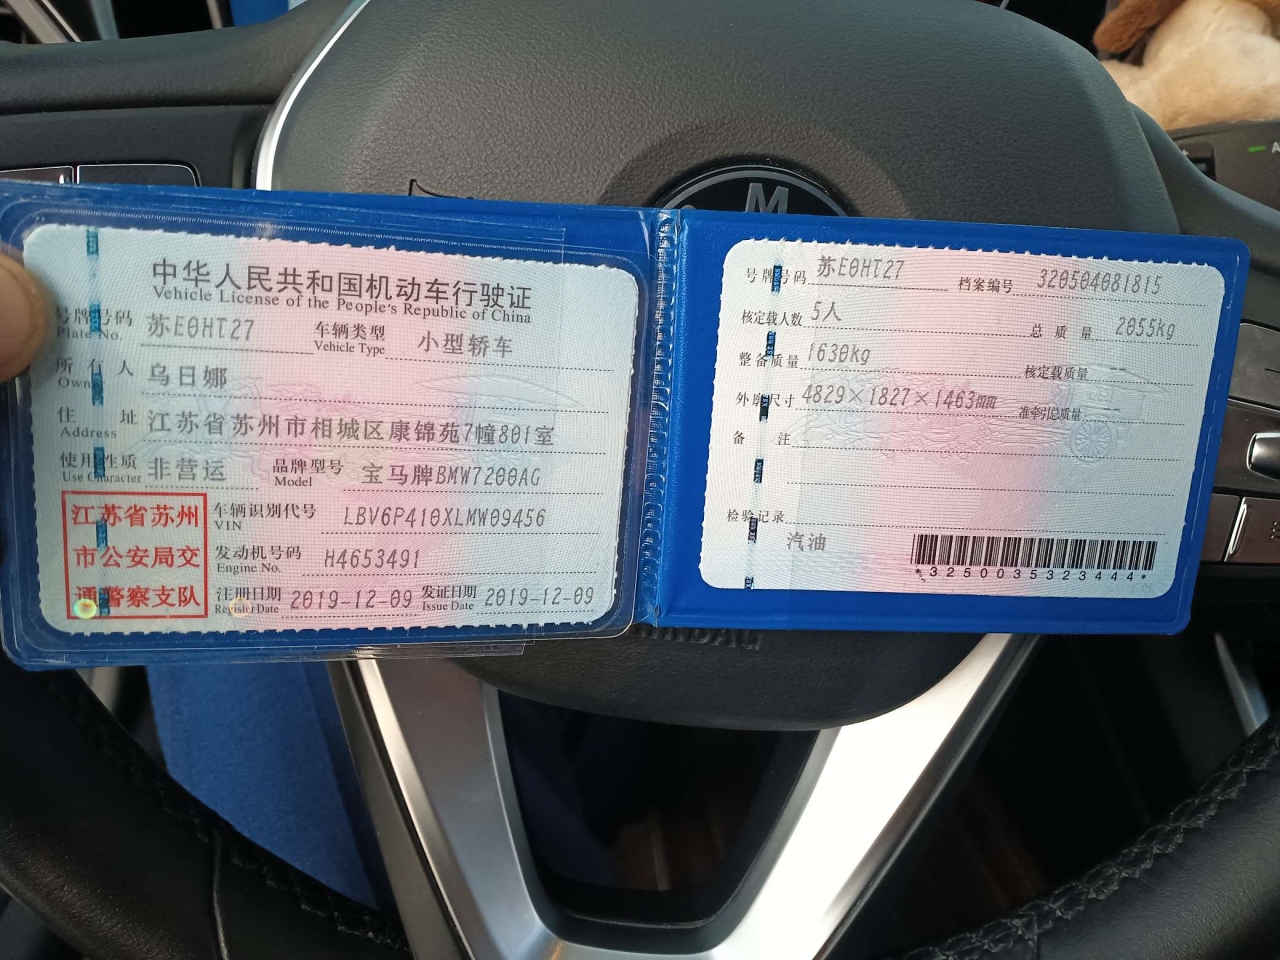 中华人民共和国机动车行驶证
Vehicle License of the People's Republic of China
号牌号码 苏E0HT27 车辆类型 小型轿车
Plate No. Vehicle Type
所有人 乌日娜
Owner
住址 江苏省苏州市相城区康锦苑7幢801室
Address
使用性质 非营运 品牌型号 宝马牌BMW7200AG
Use Character Model
江苏省苏州
市公安局交
通警察支队
车辆识别代号 LBV6P410XLMW09456
VIN
发动机号码 H4653491
Engine No.
注册日期 2019-12-09 发证日期 2019-12-09
Register Date Issue Date
号牌号码 苏E0HT27 档案编号 320504081815
核定载人数 5人 总质量 2055kg
整备质量 1630kg 核定载质量
外廓尺寸 4829×1827×1463mm 准牵引总质量
备注
检验记录
汽油
*3250035323444*
M